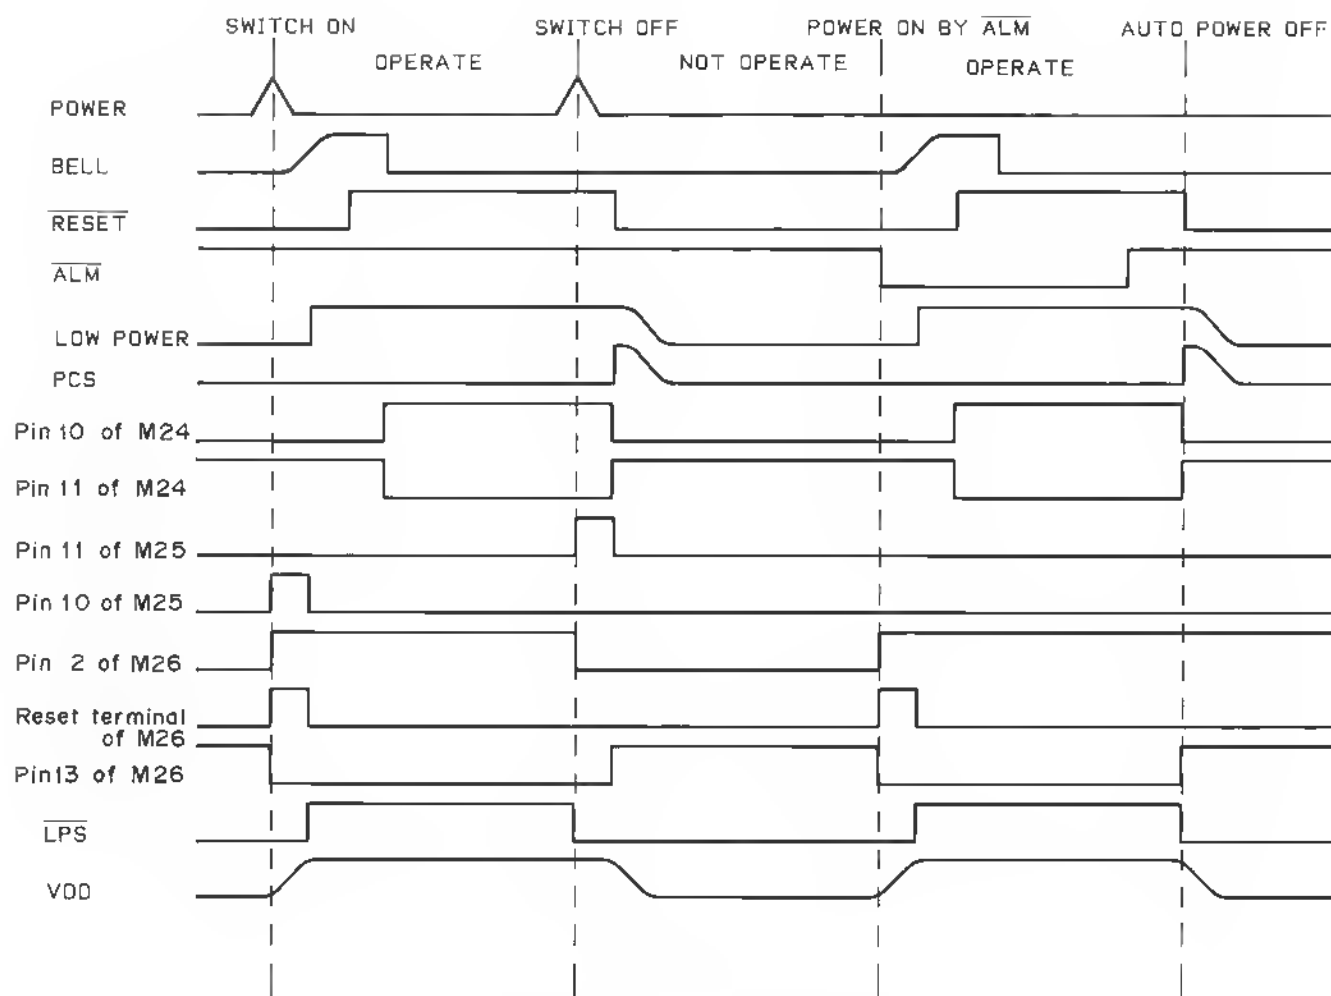 SWITCH ON
SWITCH OFF
POWER ON BY ALM
AUTO POWER OFF
OPERATE
NOT OPERATE
OPERATE
POWER
BELL
RESET
ALM
LOW POWER
PCS
Pin 10 of M24
Pin 11 of M24
Pin 11 of M25
Pin 10 of M25
Pin 2 of M26
Reset terminal
of M26
Pin13 of M26
LPS
VDD